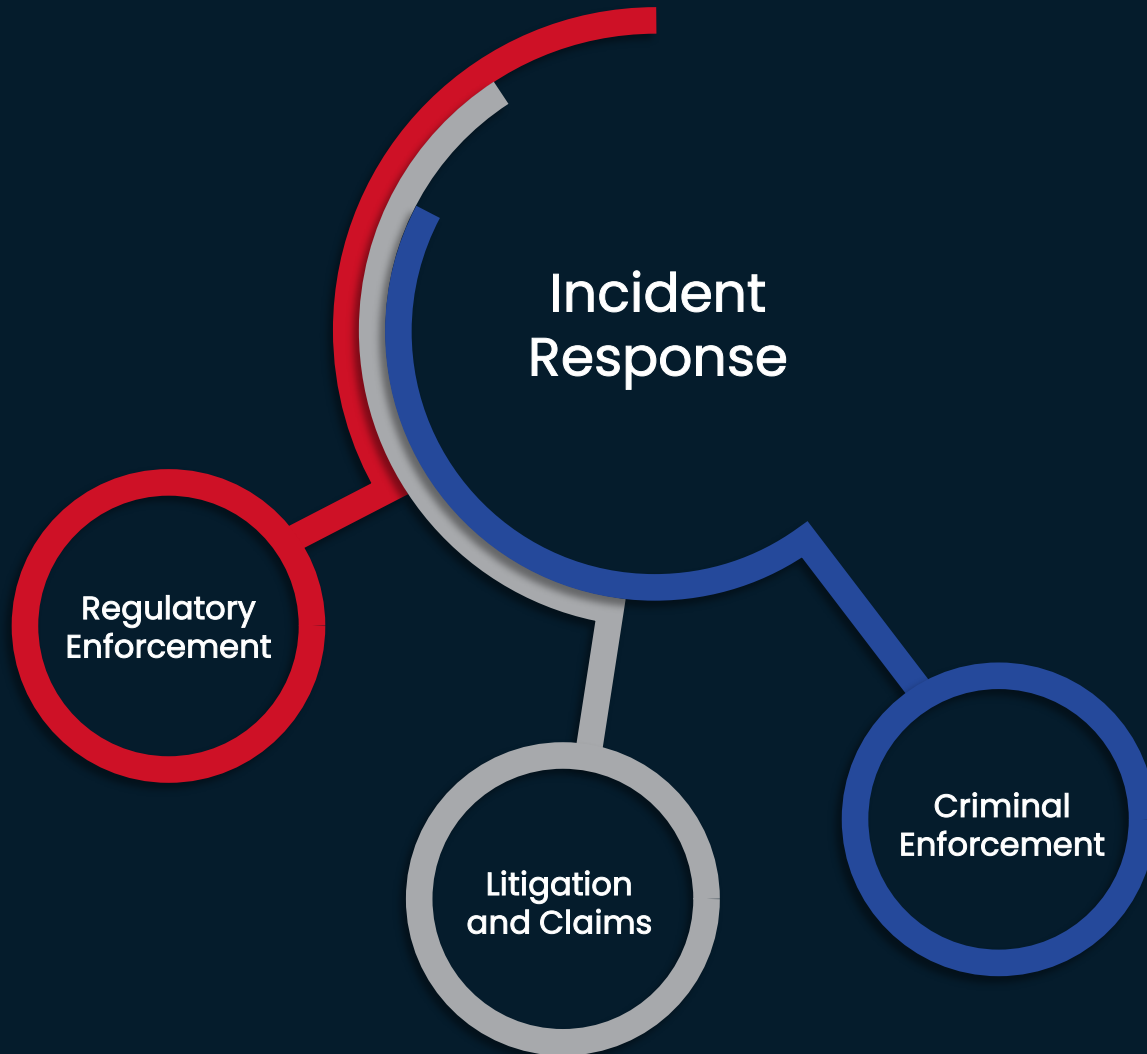 Incident
Response
Regulatory
Enforcement
Litigation
and Claims
Criminal
Enforcement